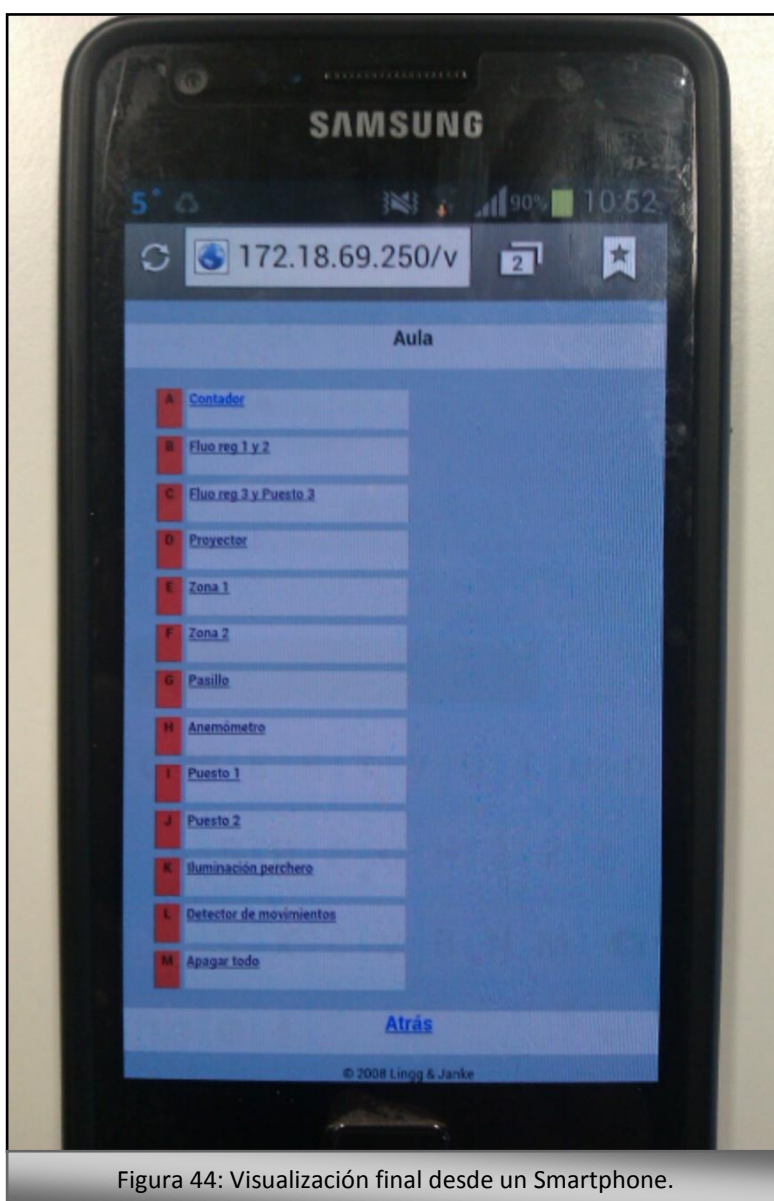 SAMSUNG
5° 90% 10:52
172.18.69.250/v 2
Aula
A Contador
B Fluo reg 1 y 2
C Fluo reg 3 y Puesto 3
D Proyector
E Zona 1
F Zona 2
G Pasillo
H Anemómetro
I Puesto 1
J Puesto 2
K Iluminación perchero
L Detector de movimientos
M Apagar todo
Atrás
© 2008 Lingg & Janke
Figura 44: Visualización final desde un Smartphone.